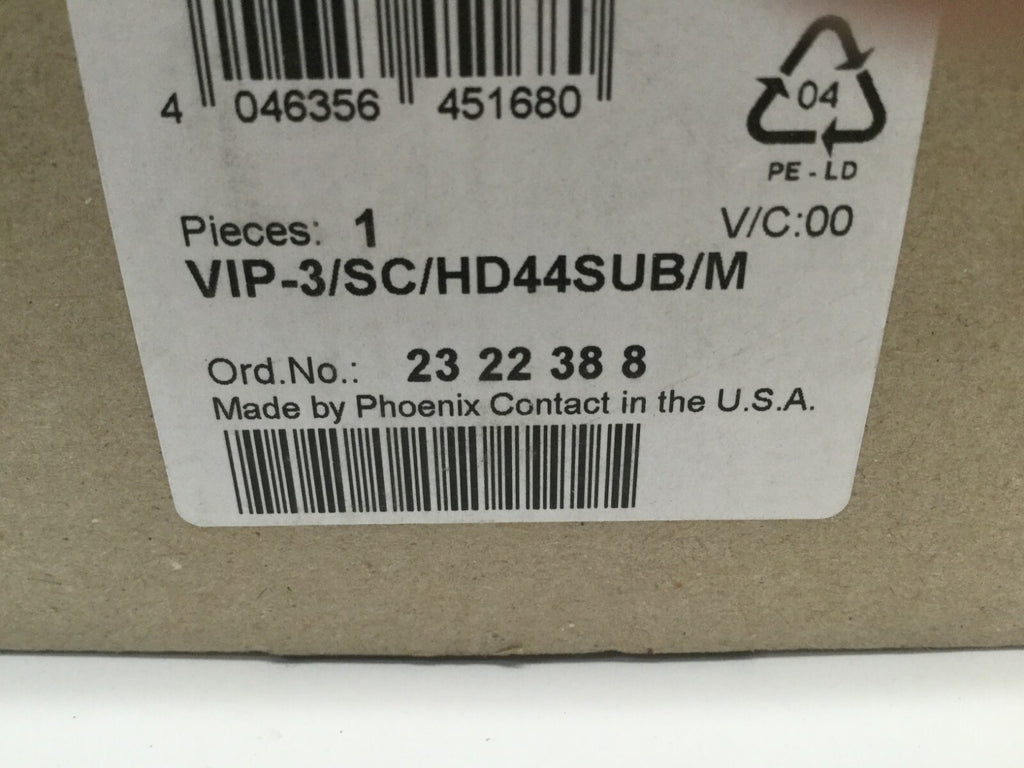 4 046356 451680
04
PE-LD
Pieces: 1
V/C:00
VIP-3/SC/HD44SUB/M
Ord.No.: 23 22 38 8
Made by Phoenix Contact in the U.S.A.